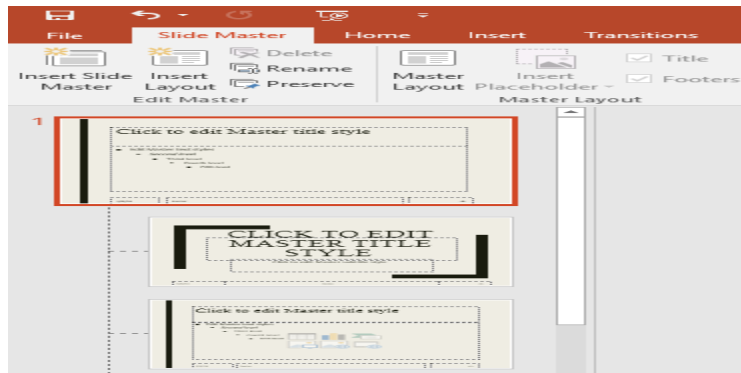 File Slide Master Home Insert Transitions
Insert Slide Master
Insert Layout
Delete
Rename
Preserve
Edit Master
Master Layout
Insert Placeholder
Title
Footers
Master Layout
1
Click to edit Master title style
CLICK TO EDIT
MASTER TITLE
STYLE
Click to edit Master title style